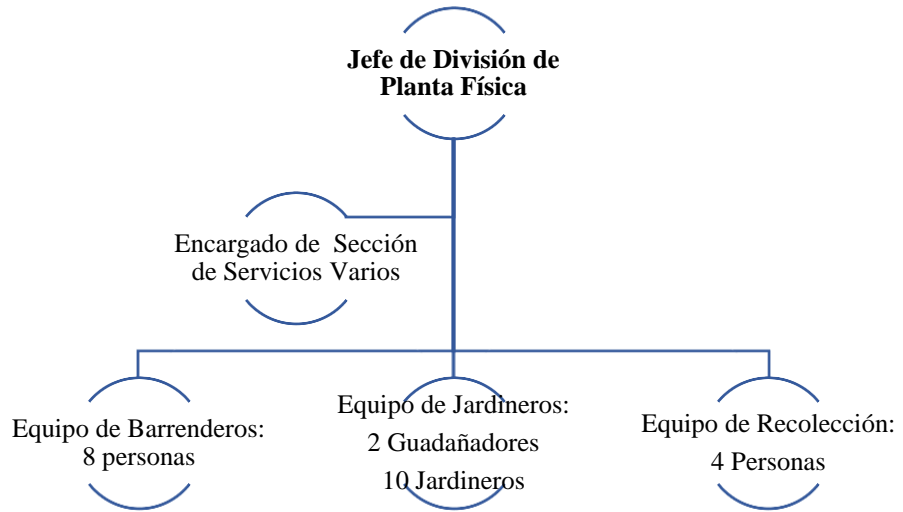 Jefe de División de
Planta Física
Encargado de Sección
de Servicios Varios
Equipo de Barrenderos:
8 personas
Equipo de Jardineros:
2 Guadañadores
10 Jardineros
Equipo de Recolección:
4 Personas